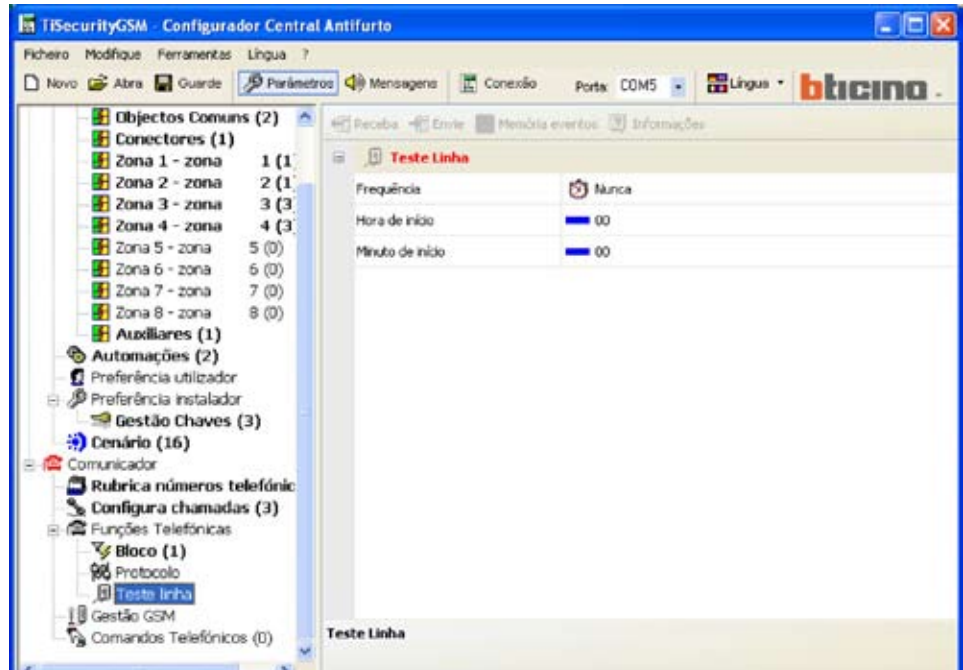 TiSecurityGSM - Configurador Central Antifurto
Ficheiro Modifique Ferramentas Língua ?
Novo Abra Guarde Parâmetros Mensagens Conexão Porta: COM5 Língua bticino
Objectos Comuns (2)
Conectores (1)
Zona 1 - zona 1 (1
Zona 2 - zona 2 (1
Zona 3 - zona 3 (3
Zona 4 - zona 4 (3
Zona 5 - zona 5 (0)
Zona 6 - zona 6 (0)
Zona 7 - zona 7 (0)
Zona 8 - zona 8 (0)
Auxiliares (1)
Automações (2)
Preferência utilizador
Preferência instalador
Gestão Chaves (3)
Cenário (16)
Comunicador
Rubrica números telefónic
Configura chamadas (3)
Funções Telefónicas
Bloco (1)
Protocolo
Teste linha
Gestão GSM
Comandos Telefónicos (0)
Receba Envie Memória eventos Informações
Teste Linha
Frequência Nunca
Hora de início 00
Minuto de início 00
Teste Linha